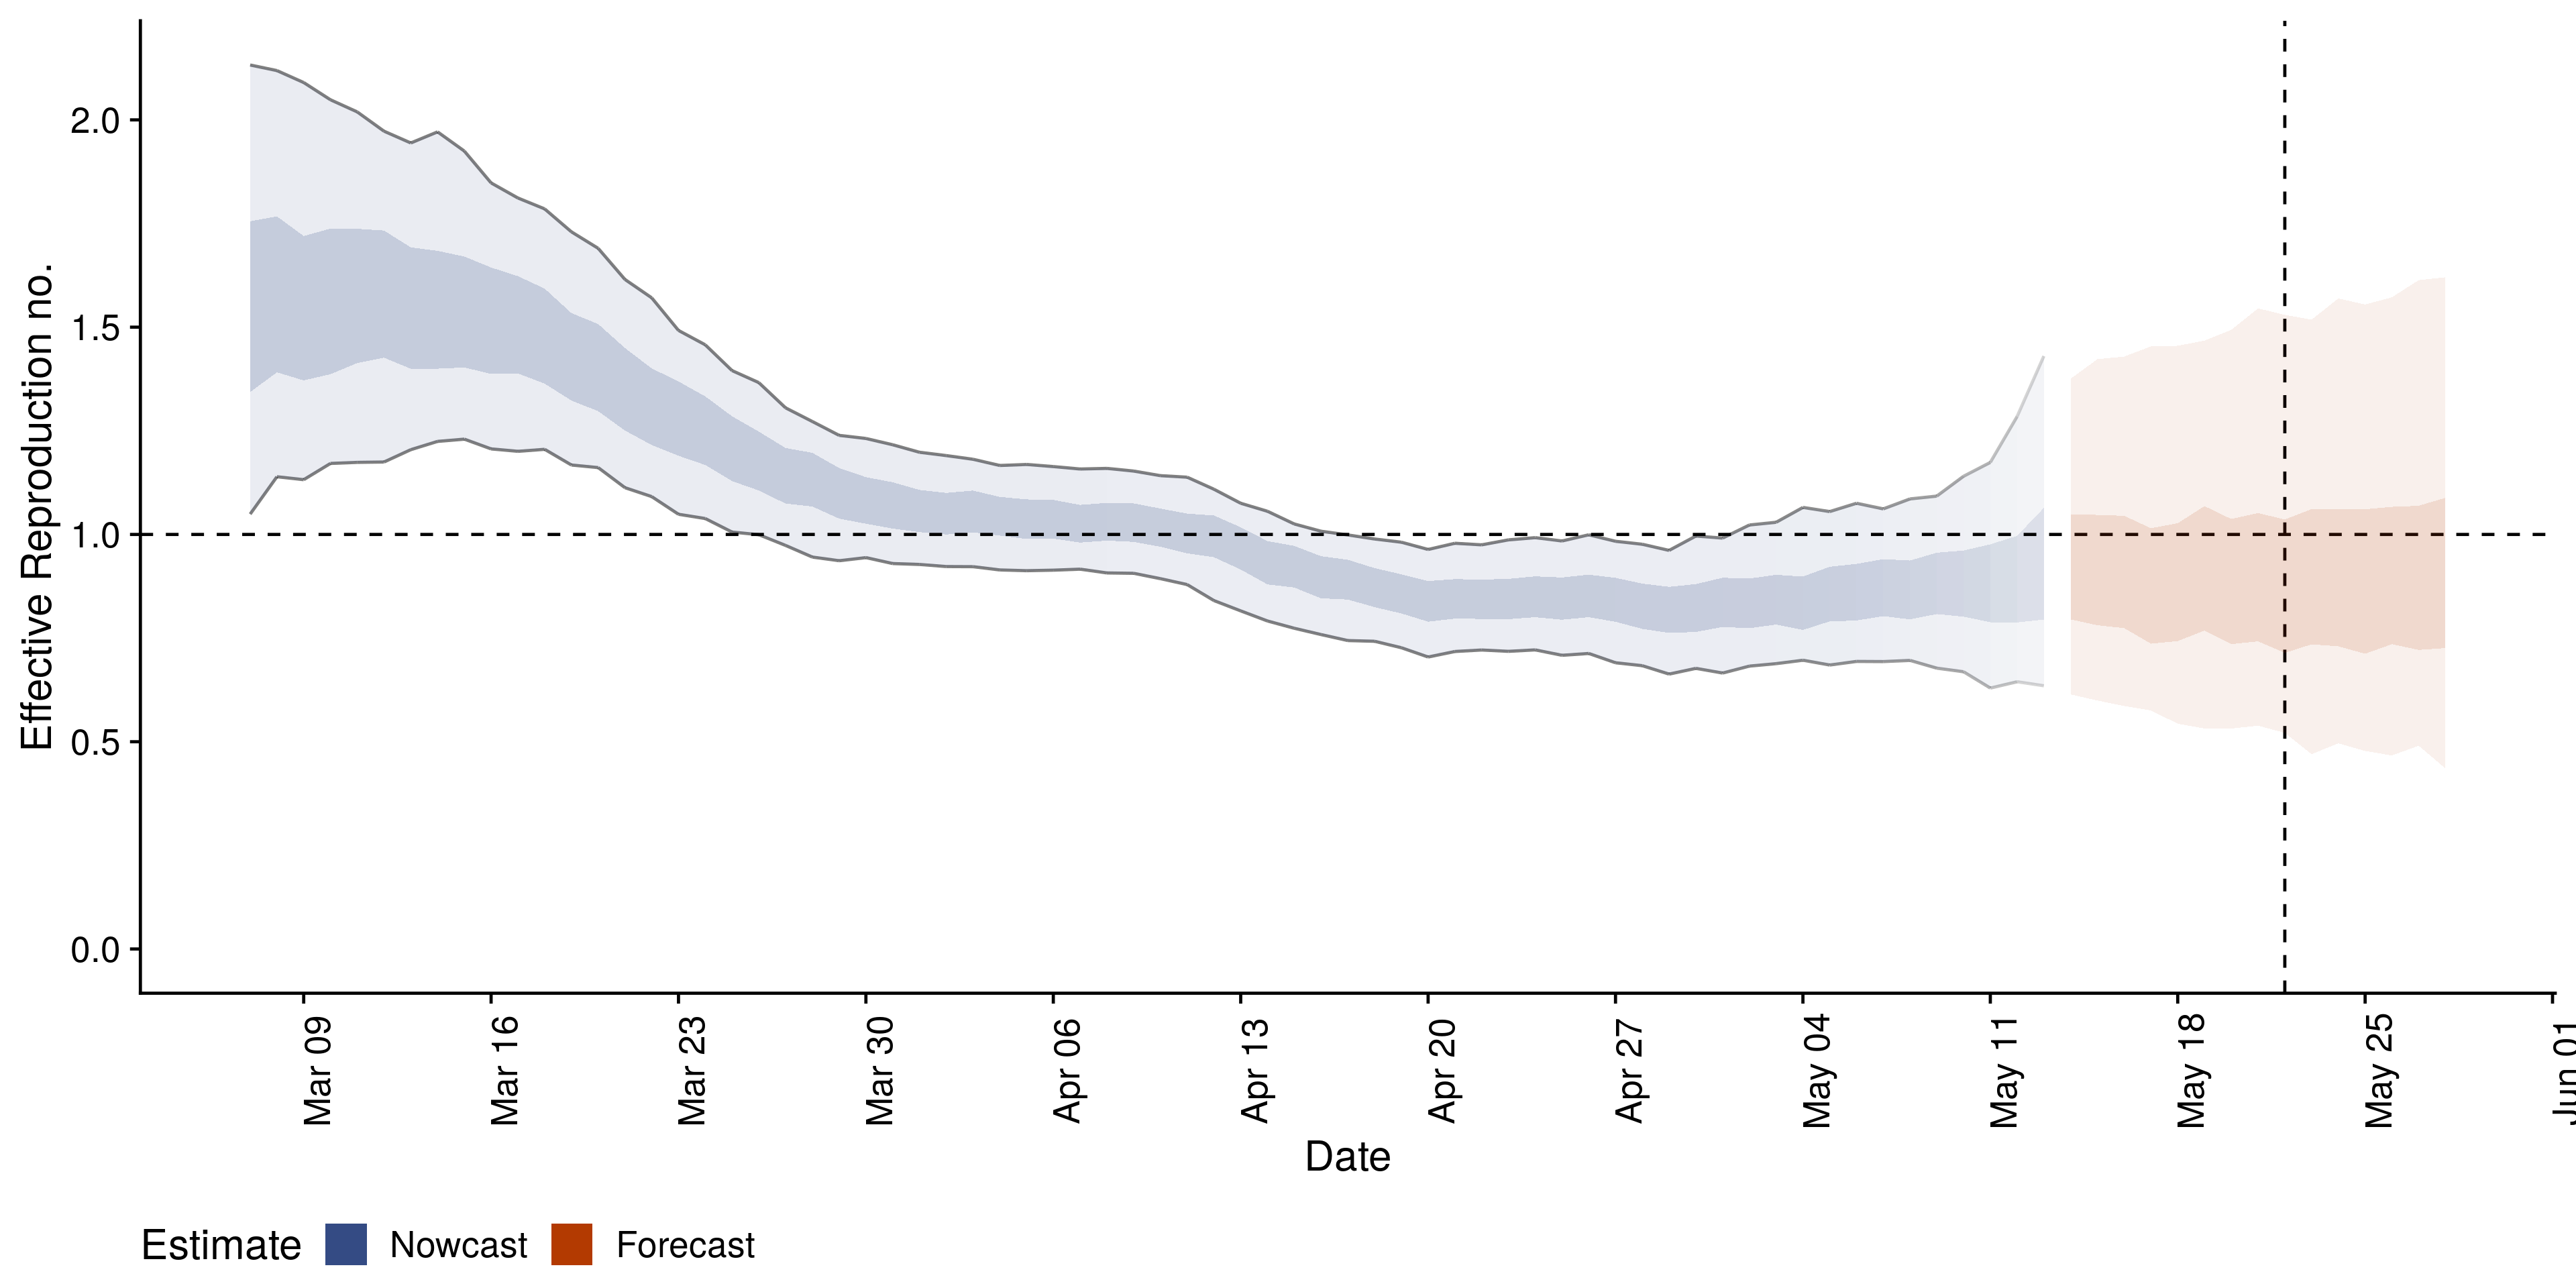 Effective Reproduction no.
2.0
1.5
1.0
0.5
0.0
Mar 09
Mar 16
Mar 23
Mar 30
Apr 06
Apr 13
Apr 20
Apr 27
May 04
May 11
May 18
May 25
Jun 01
Date
Estimate Nowcast Forecast